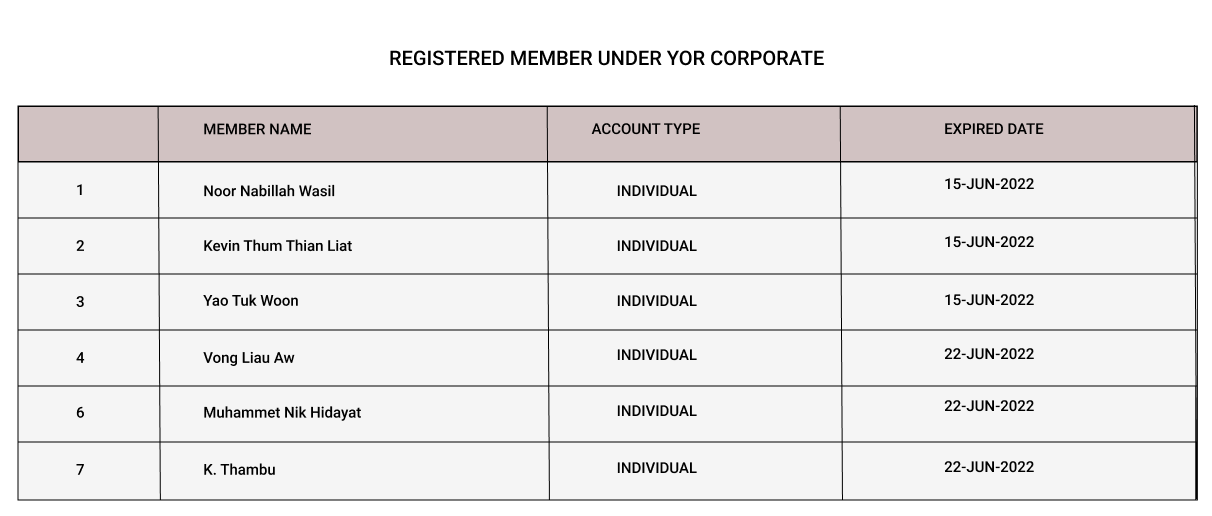 REGISTERED MEMBER UNDER YOR CORPORATE
MEMBER NAME ACCOUNT TYPE EXPIRED DATE
1 Noor Nabillah Wasil INDIVIDUAL 15-JUN-2022
2 Kevin Thum Thian Liat INDIVIDUAL 15-JUN-2022
3 Yao Tuk Woon INDIVIDUAL 15-JUN-2022
4 Vong Liau Aw INDIVIDUAL 22-JUN-2022
6 Muhammet Nik Hidayat INDIVIDUAL 22-JUN-2022
7 K. Thambu INDIVIDUAL 22-JUN-2022